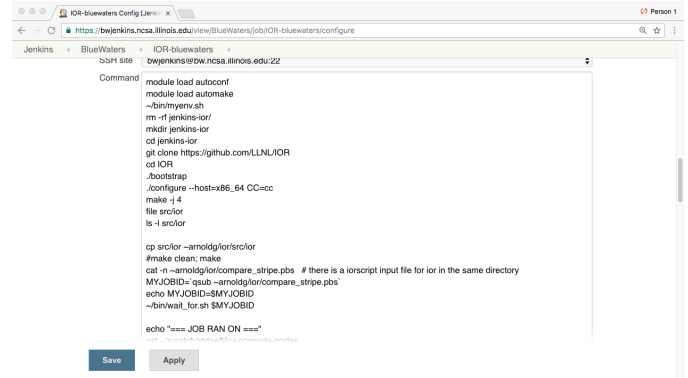 IOR-bluewaters Config [Jenkin
Person 1
https://bwjenkins.ncsa.illinois.edu/view/BlueWaters/job/IOR-bluewaters/configure
Jenkins
BlueWaters
IOR-bluewaters
SSH site
bwjenkins@bw.ncsa.illinois.edu:22
Command
module load autoconf
module load automake
~/bin/myenv.sh
rm -rf jenkins-ior/
mkdir jenkins-ior
cd jenkins-ior
git clone https://github.com/LLNL/IOR
cd IOR
./bootstrap
./configure --host=x86_64 CC=cc
make -j 4
file src/ior
ls -l src/ior
cp src/ior ~arnoldg/ior/src/ior
#make clean; make
cat -n ~arnoldg/ior/compare_stripe.pbs # there is a iorscript input file for ior in the same directory
MYJOBID=`qsub ~arnoldg/ior/compare_stripe.pbs`
echo MYJOBID=$MYJOBID
~/bin/wait_for.sh $MYJOBID
echo "=== JOB RAN ON ==="
Save
Apply